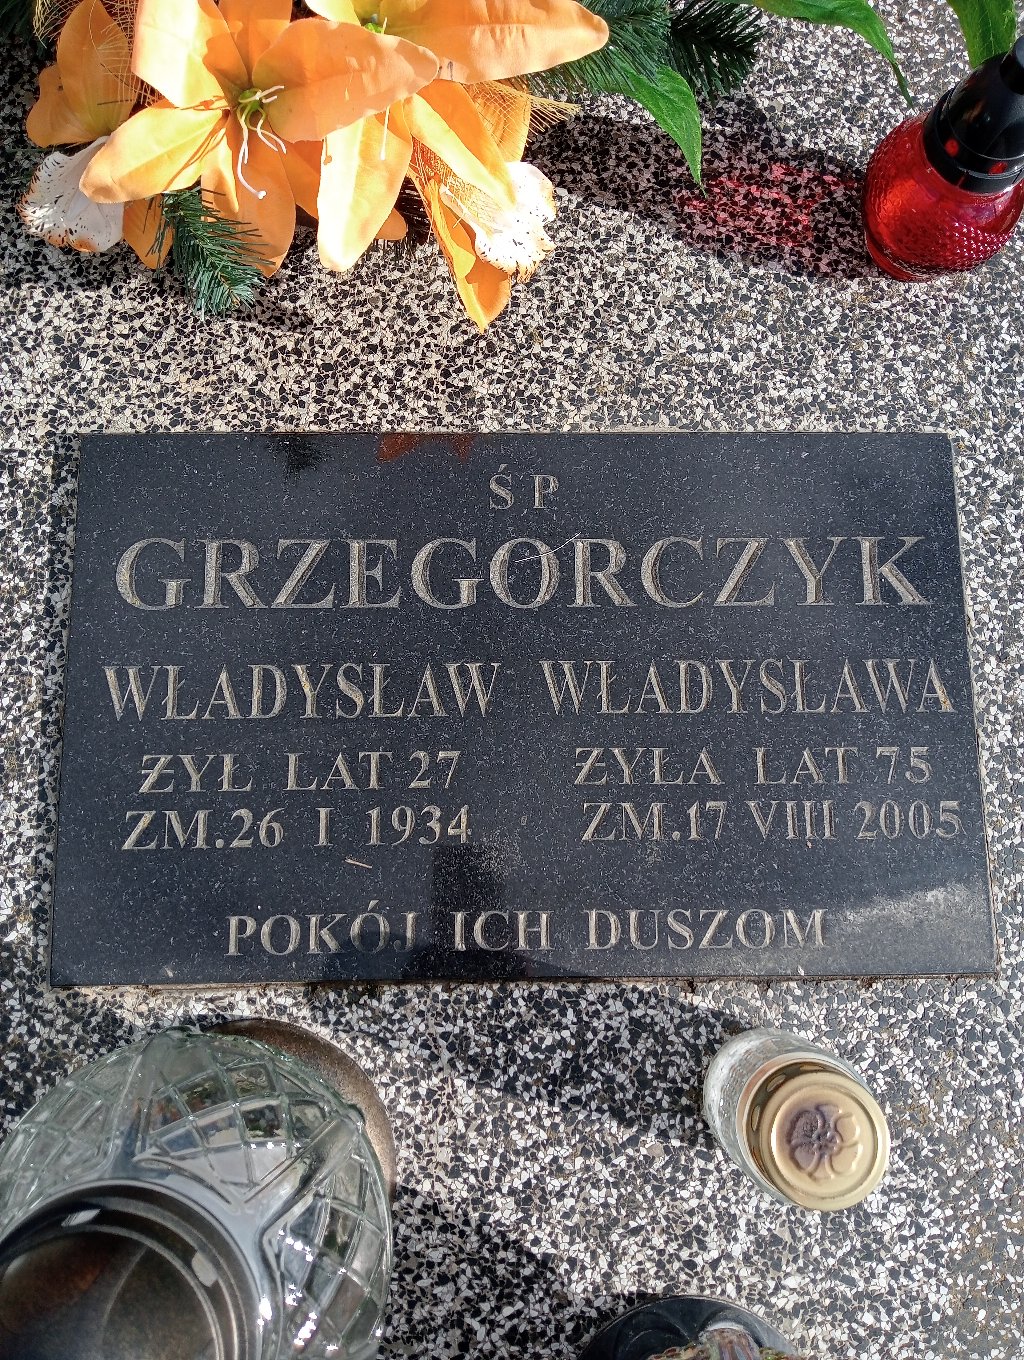 ŚP
GRZEGORCZYK
WŁADYSŁAW WŁADYSŁAWA
ŻYŁ LAT 27 ŻYŁA LAT 75
ZM.26 I 1934 ZM.17 VIII 2005
POKÓJ ICH DUSZOM